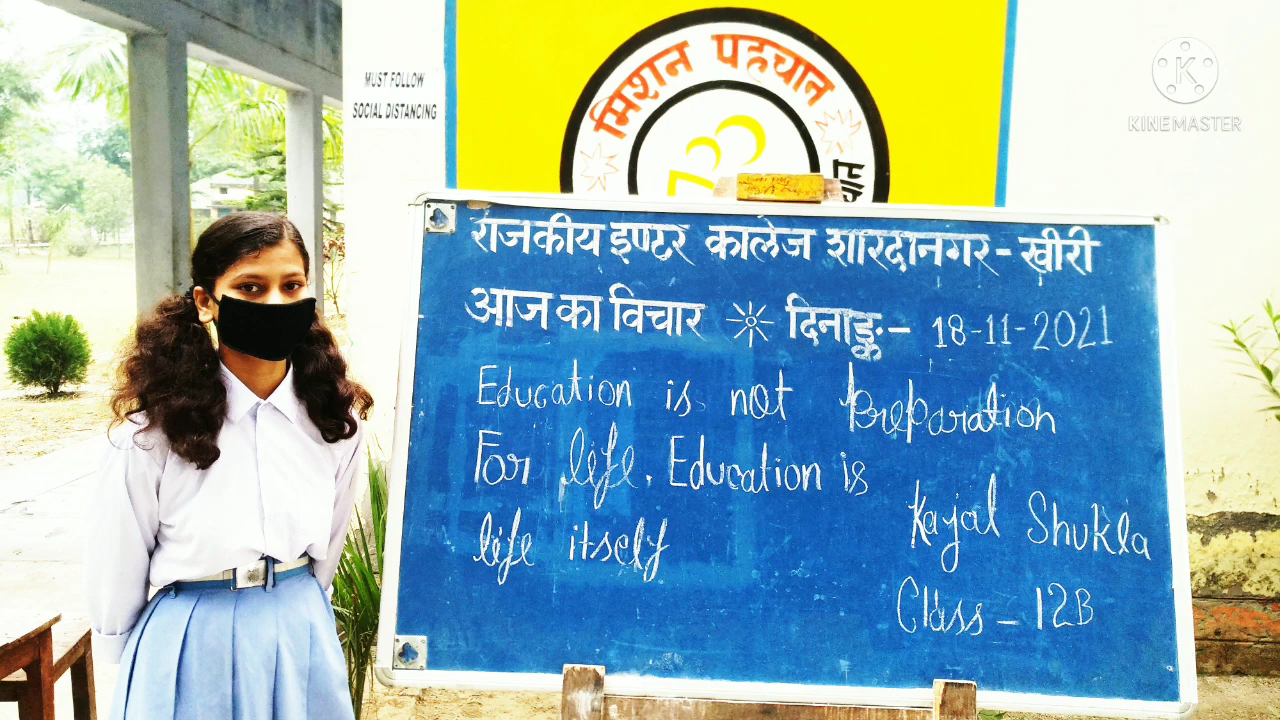 MUST FOLLOW
SOCIAL DISTANCING
मिशन पहचान
KINEMASTER
राजकीय इण्टर कालेज शारदानगर-खीरी
आज का विचार दिनाङ्क- 18-11-2021
Education is not Preparation
For life. Education is
life itself
Kajal Shukla
Class - 12B